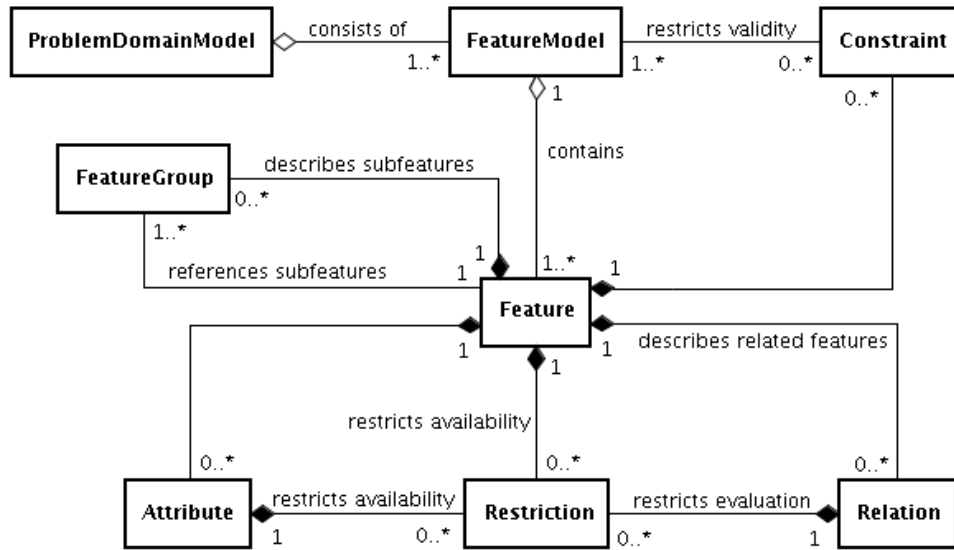 ProblemDomainModel
consists of
1..*
FeatureModel
restricts validity
1..*
0..*
Constraint
1
0..*
contains
FeatureGroup
describes subfeatures
0..*
1..*
1
references subfeatures
1
1..*
1
Feature
1
1
1
describes related features
restricts availability
0..*
0..*
0..*
Attribute
restricts availability
1
0..*
Restriction
restricts evaluation
0..*
1
Relation